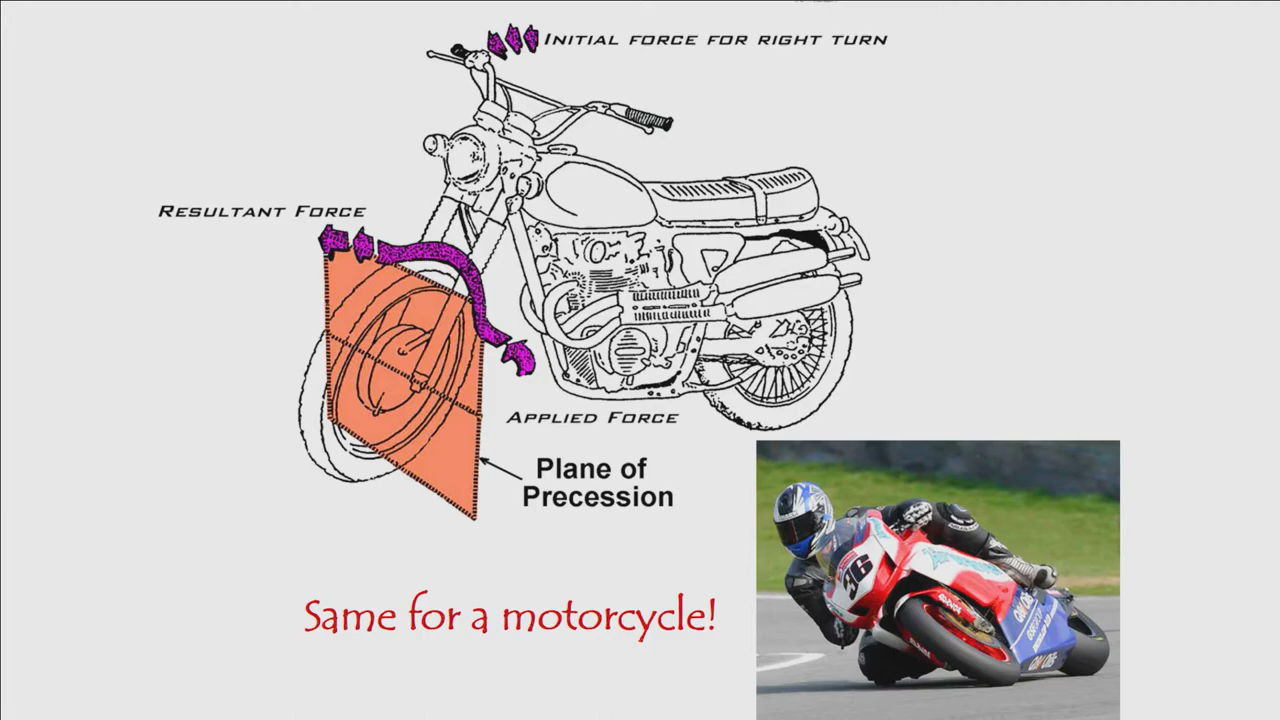 INITIAL FORCE FOR RIGHT TURN
RESULTANT FORCE
APPLIED FORCE
Plane of
Precession
Same for a motorcycle!
36